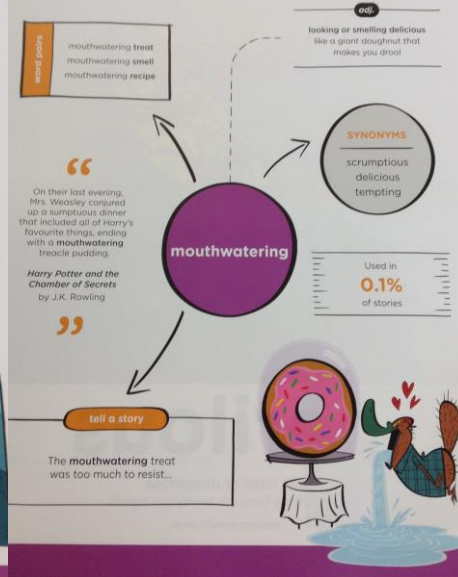 adj.
looking or smelling delicious
like a giant doughnut that
makes you drool
word pairs
mouthwatering treat
mouthwatering smell
mouthwatering recipe
SYNONYMS
scrumptious
delicious
tempting
“
On their last evening,
Mrs. Weasley conjured
up a sumptuous dinner
that included all of Harry's
favourite things, ending
with a mouthwatering
treacle pudding.
Harry Potter and the
Chamber of Secrets
by J.K. Rowling
”
mouthwatering
Used in
0.1%
of stories
tell a story
The mouthwatering treat
was too much to resist...